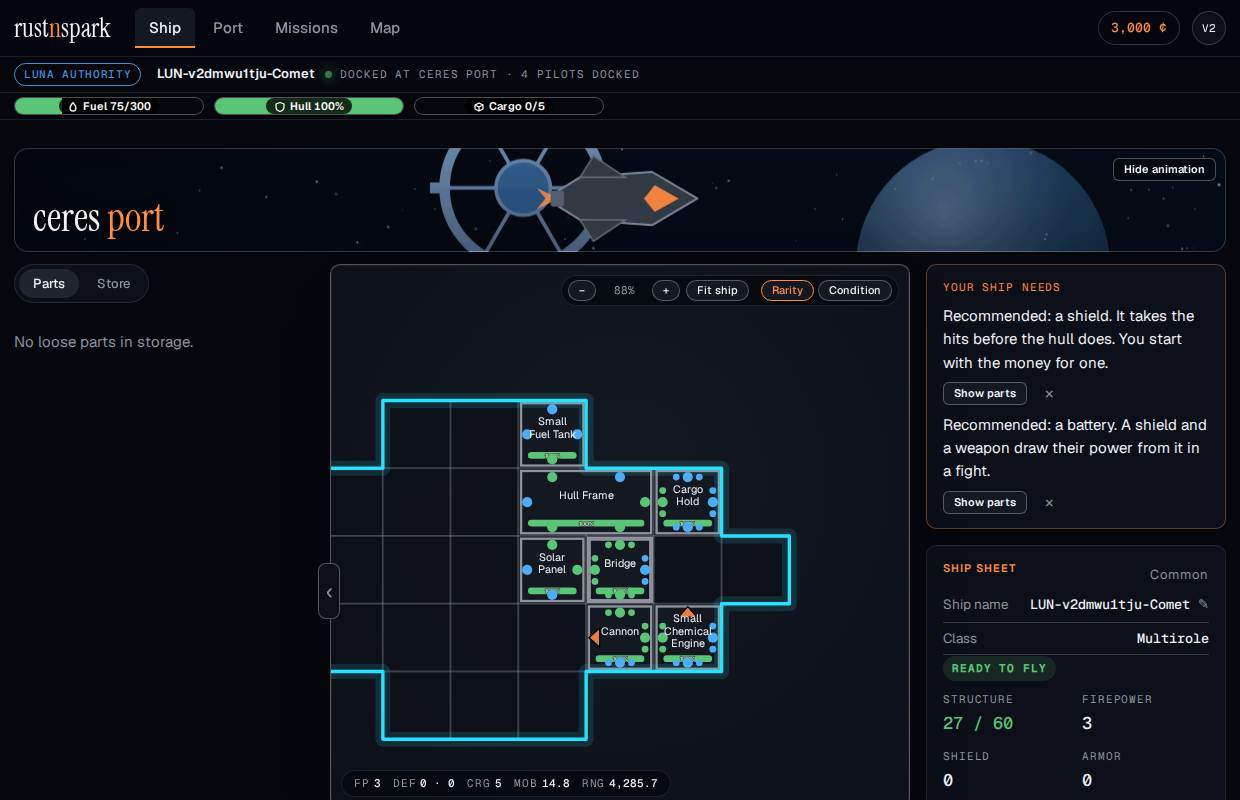 rustnspark Ship Port Missions Map 3,000 ¢ V2
LUNA AUTHORITY LUN-v2dmwu1tju-Comet DOCKED AT CERES PORT · 4 PILOTS DOCKED
Fuel 75/300 Hull 100% Cargo 0/5
Hide animation
ceres port
Parts Store
No loose parts in storage.
− 88% + Fit ship Rarity Condition
Small
Fuel Tank
Hull Frame
100%
Cargo
Hold
Solar
Panel
Bridge
Cannon
Small
Chemical
Engine
FP 3 DEF 0 · 0 CRG 5 MOB 14.8 RNG 4,285.7
YOUR SHIP NEEDS
Recommended: a shield. It takes the
hits before the hull does. You start
with the money for one.
Show parts ×
Recommended: a battery. A shield and
a weapon draw their power from it in
a fight.
Show parts ×
SHIP SHEET
Common
Ship name LUN-v2dmwu1tju-Comet ✎
Class Multirole
READY TO FLY
STRUCTURE FIREPOWER
27 / 60 3
SHIELD ARMOR
0 0